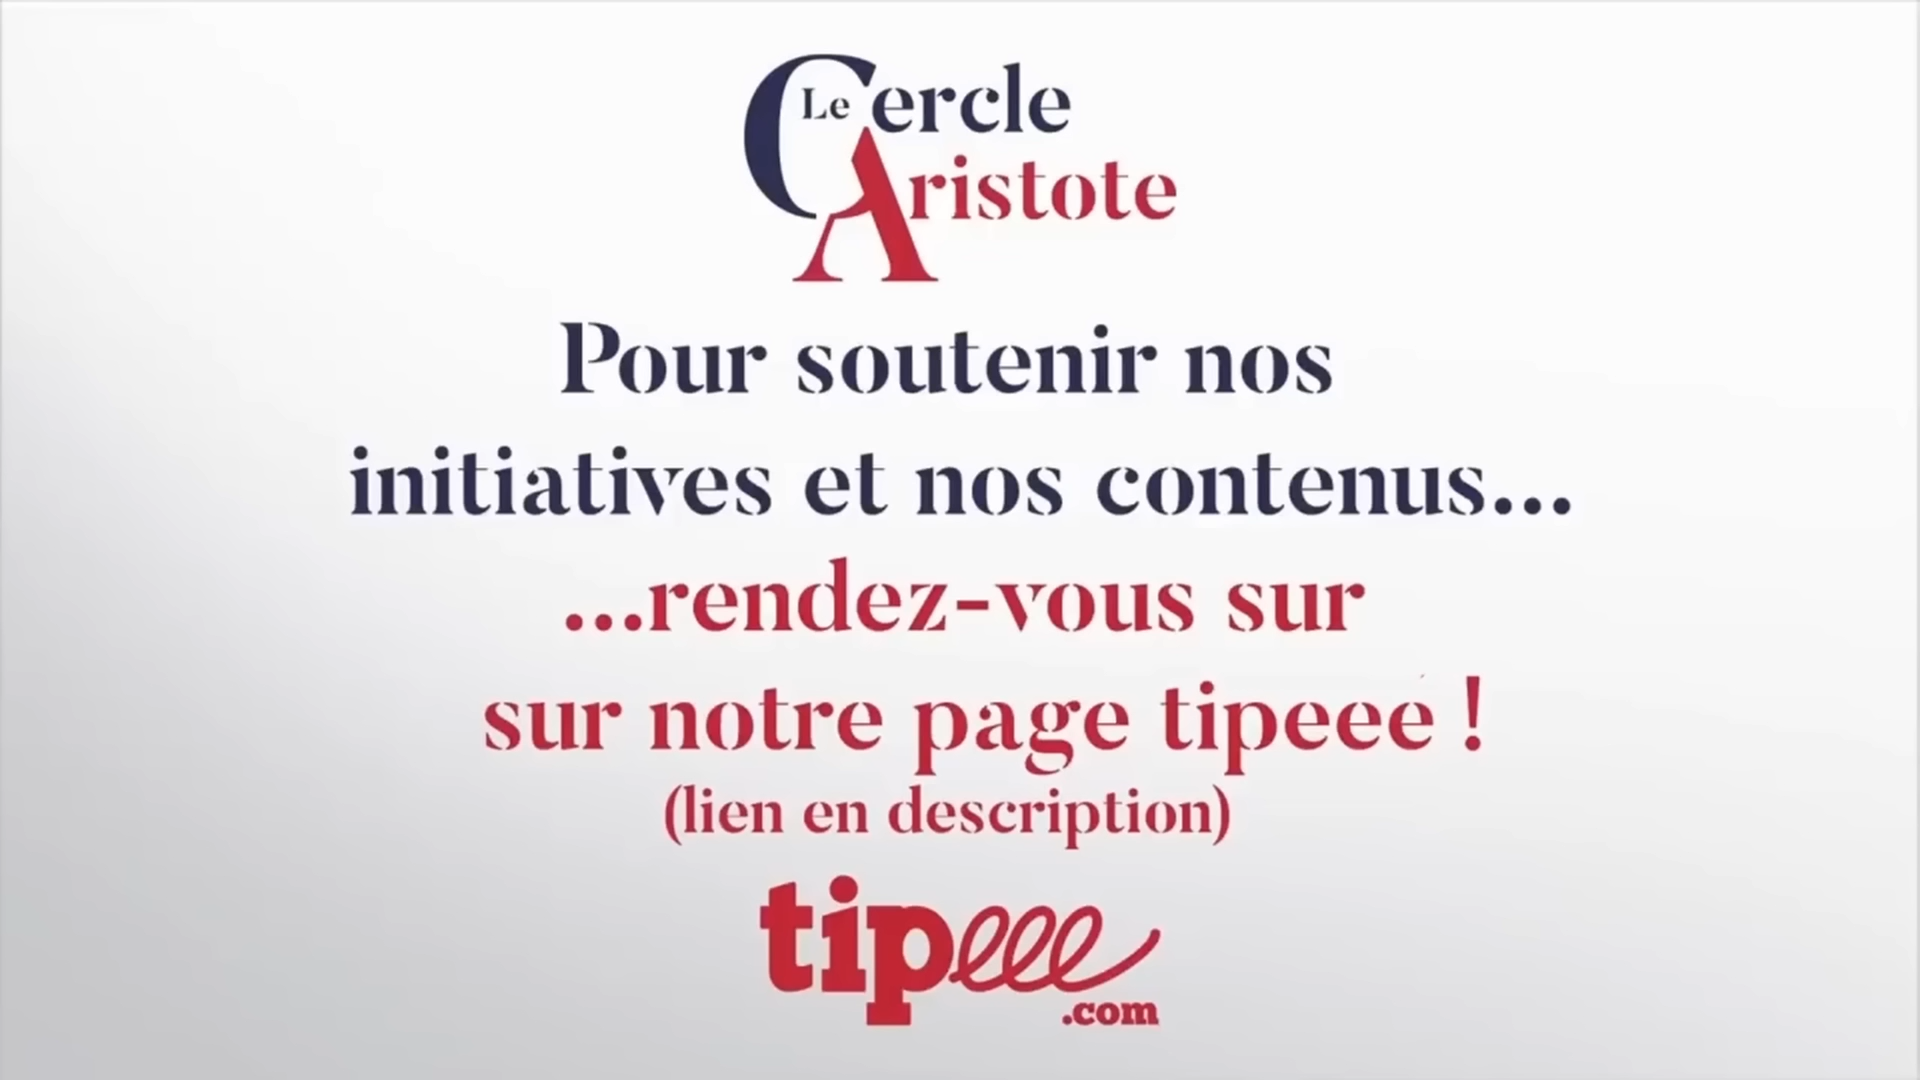 Le Cercle
Aristote
Pour soutenir nos
initiatives et nos contenus...
...rendez-vous sur
sur notre page tipeee !
(lien en description)
tipeee
.com